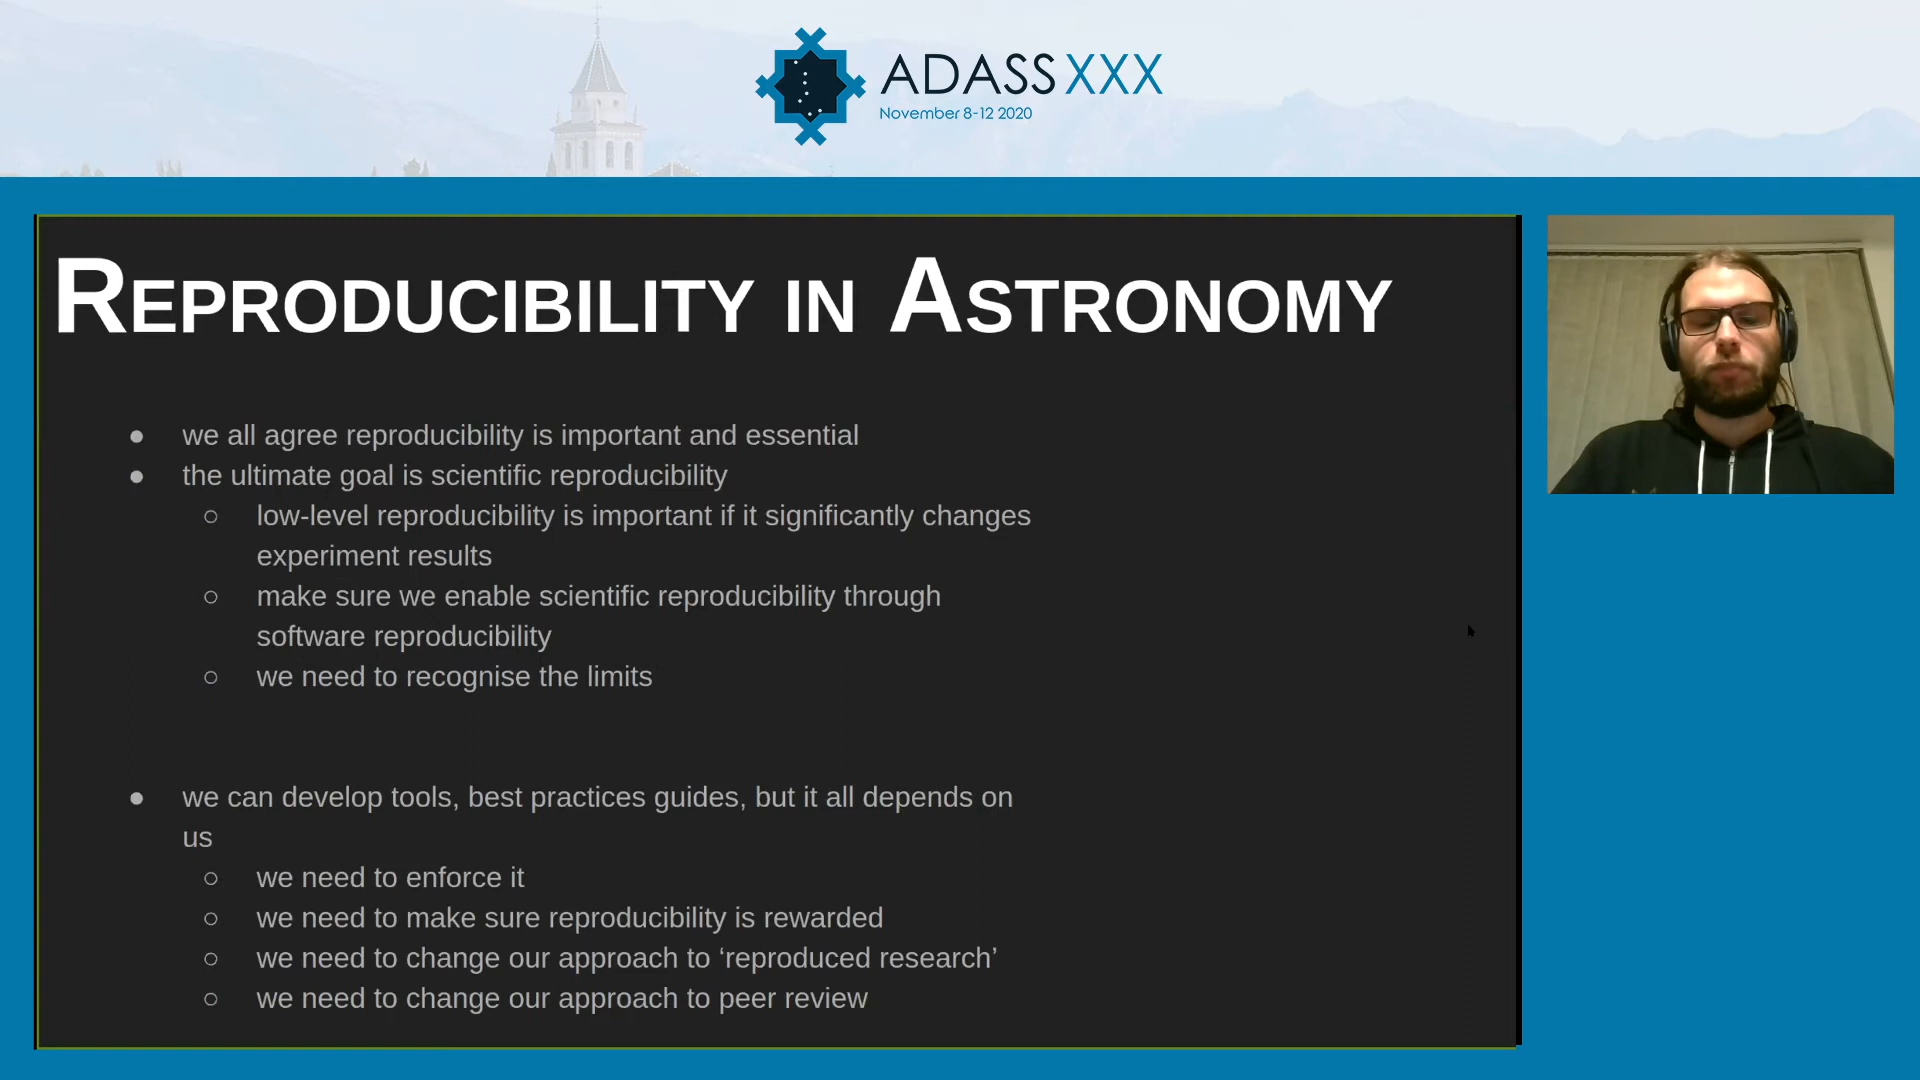 ADASS XXX
November 8-12 2020
REPRODUCIBILITY IN ASTRONOMY
● we all agree reproducibility is important and essential
● the ultimate goal is scientific reproducibility
○ low-level reproducibility is important if it significantly changes
experiment results
○ make sure we enable scientific reproducibility through
software reproducibility
○ we need to recognise the limits
● we can develop tools, best practices guides, but it all depends on
us
○ we need to enforce it
○ we need to make sure reproducibility is rewarded
○ we need to change our approach to ‘reproduced research’
○ we need to change our approach to peer review